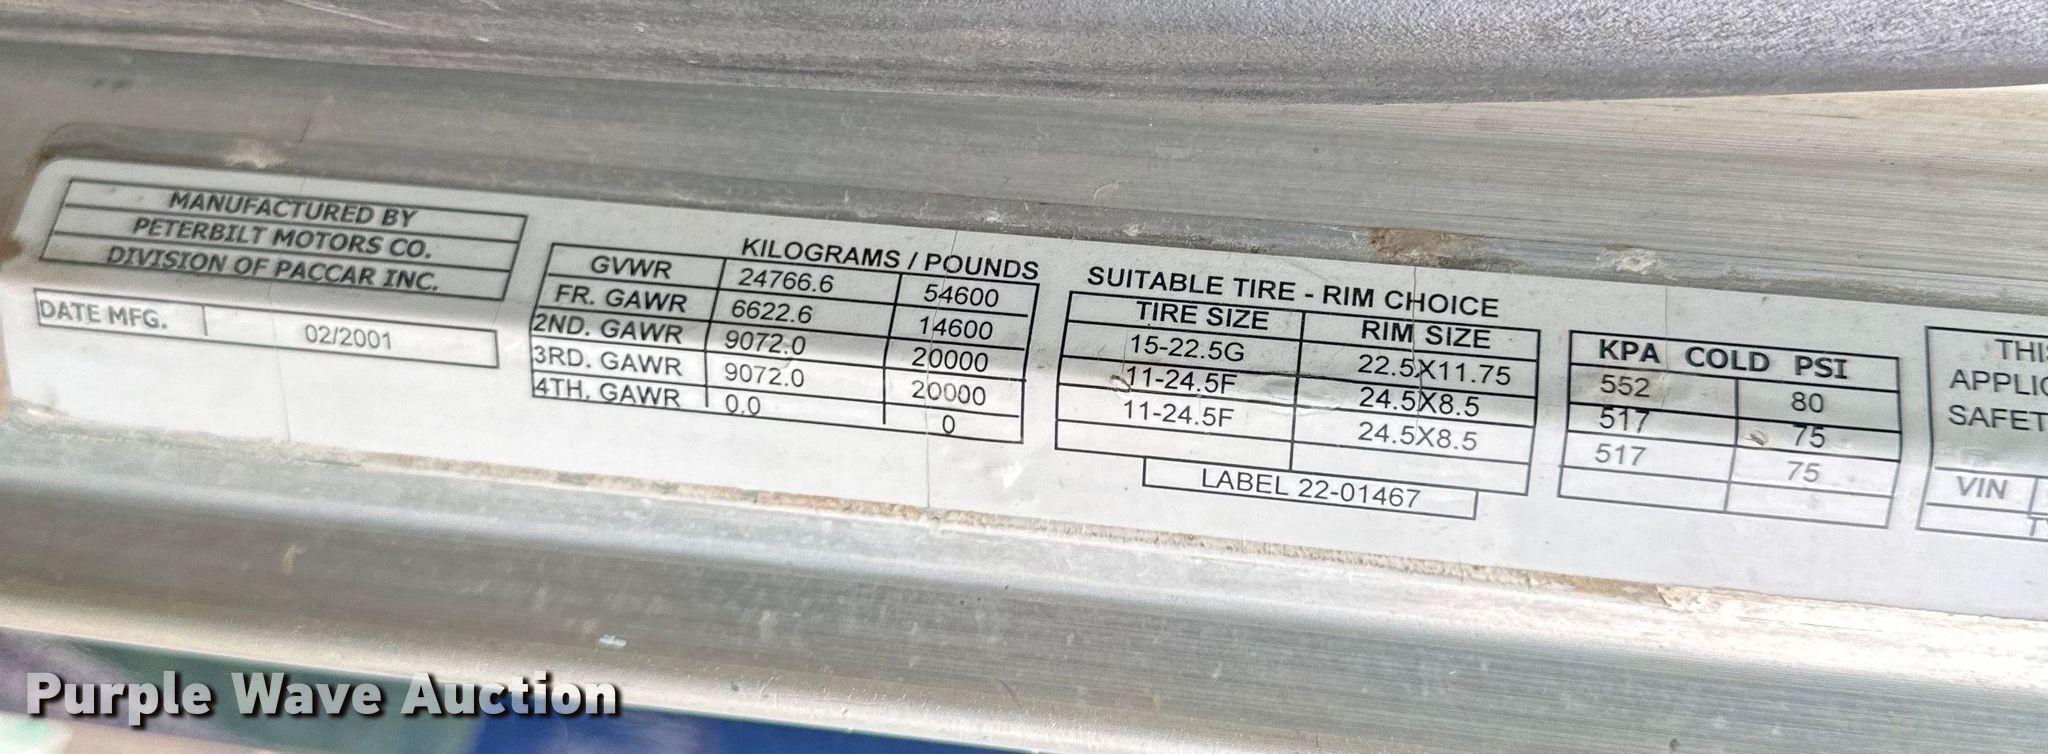 MANUFACTURED BY
PETERBILT MOTORS CO.
DIVISION OF PACCAR INC.
DATE MFG. 02/2001
KILOGRAMS / POUNDS
GVWR 24766.6 54600
FR. GAWR 6622.6 14600
2ND. GAWR 9072.0 20000
3RD. GAWR 9072.0 20000
4TH. GAWR 0.0 0
SUITABLE TIRE - RIM CHOICE
TIRE SIZE RIM SIZE
15-22.5G 22.5X11.75
11-24.5F 24.5X8.5
11-24.5F 24.5X8.5
LABEL 22-01467
KPA COLD PSI
552 80
517 75
517 75
VIN
Purple Wave Auction